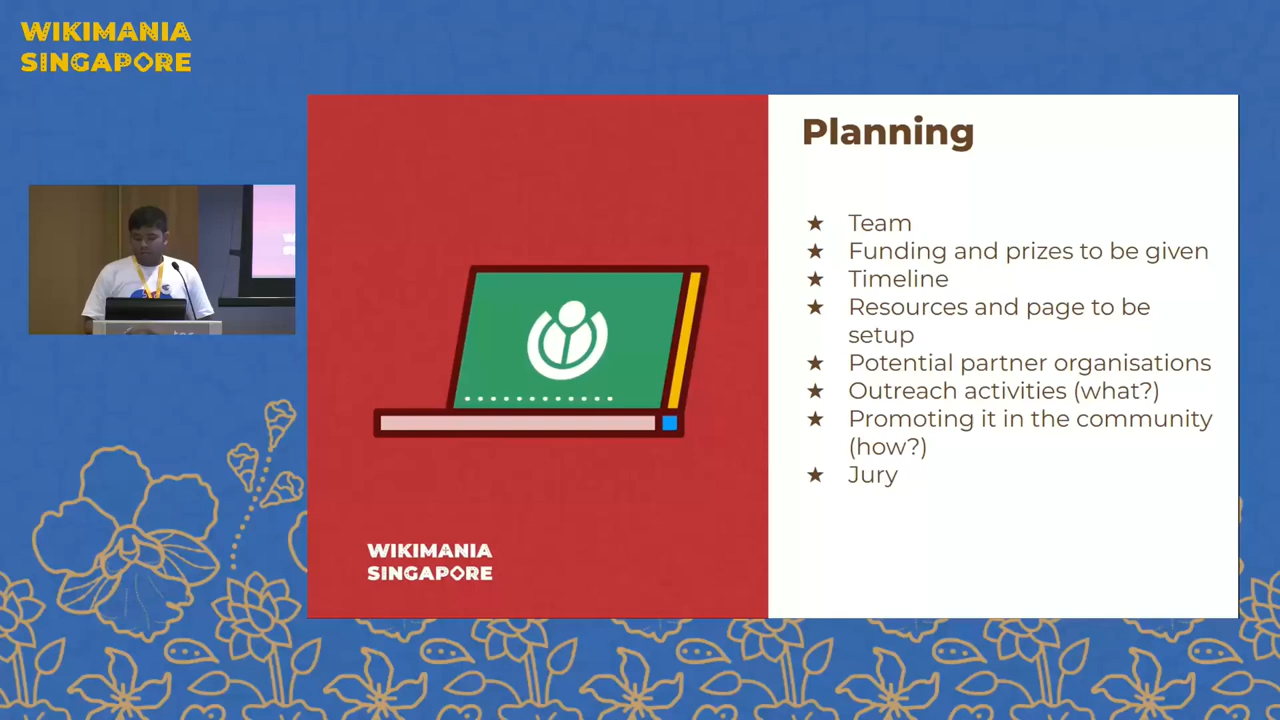 WIKIMANIA
SINGAPORE
Planning
★ Team
★ Funding and prizes to be given
★ Timeline
★ Resources and page to be
setup
★ Potential partner organisations
★ Outreach activities (what?)
★ Promoting it in the community
(how?)
★ Jury
WIKIMANIA
SINGAPORE